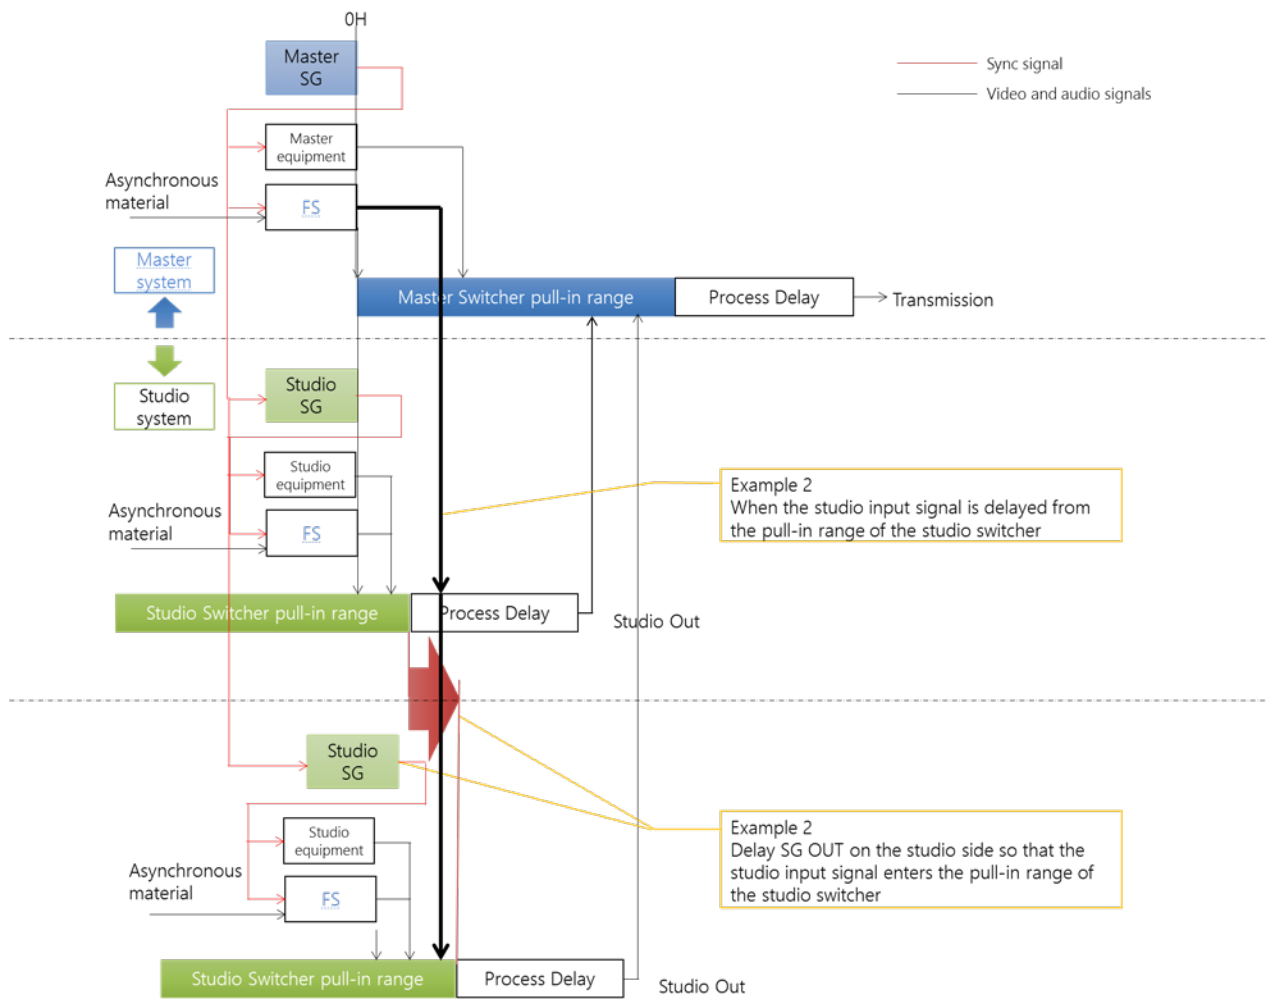 0H
Master
SG
Sync signal
Video and audio signals
Master
equipment
Asynchronous
material
FS
Master
system
Master Switcher pull-in range
Process Delay
Transmission
Studio
system
Studio
SG
Studio
equipment
Asynchronous
material
FS
Example 2
When the studio input signal is delayed from
the pull-in range of the studio switcher
Studio Switcher pull-in range
Process Delay
Studio Out
Studio
SG
Studio
equipment
Asynchronous
material
FS
Example 2
Delay SG OUT on the studio side so that the
studio input signal enters the pull-in range of
the studio switcher
Studio Switcher pull-in range
Process Delay
Studio Out